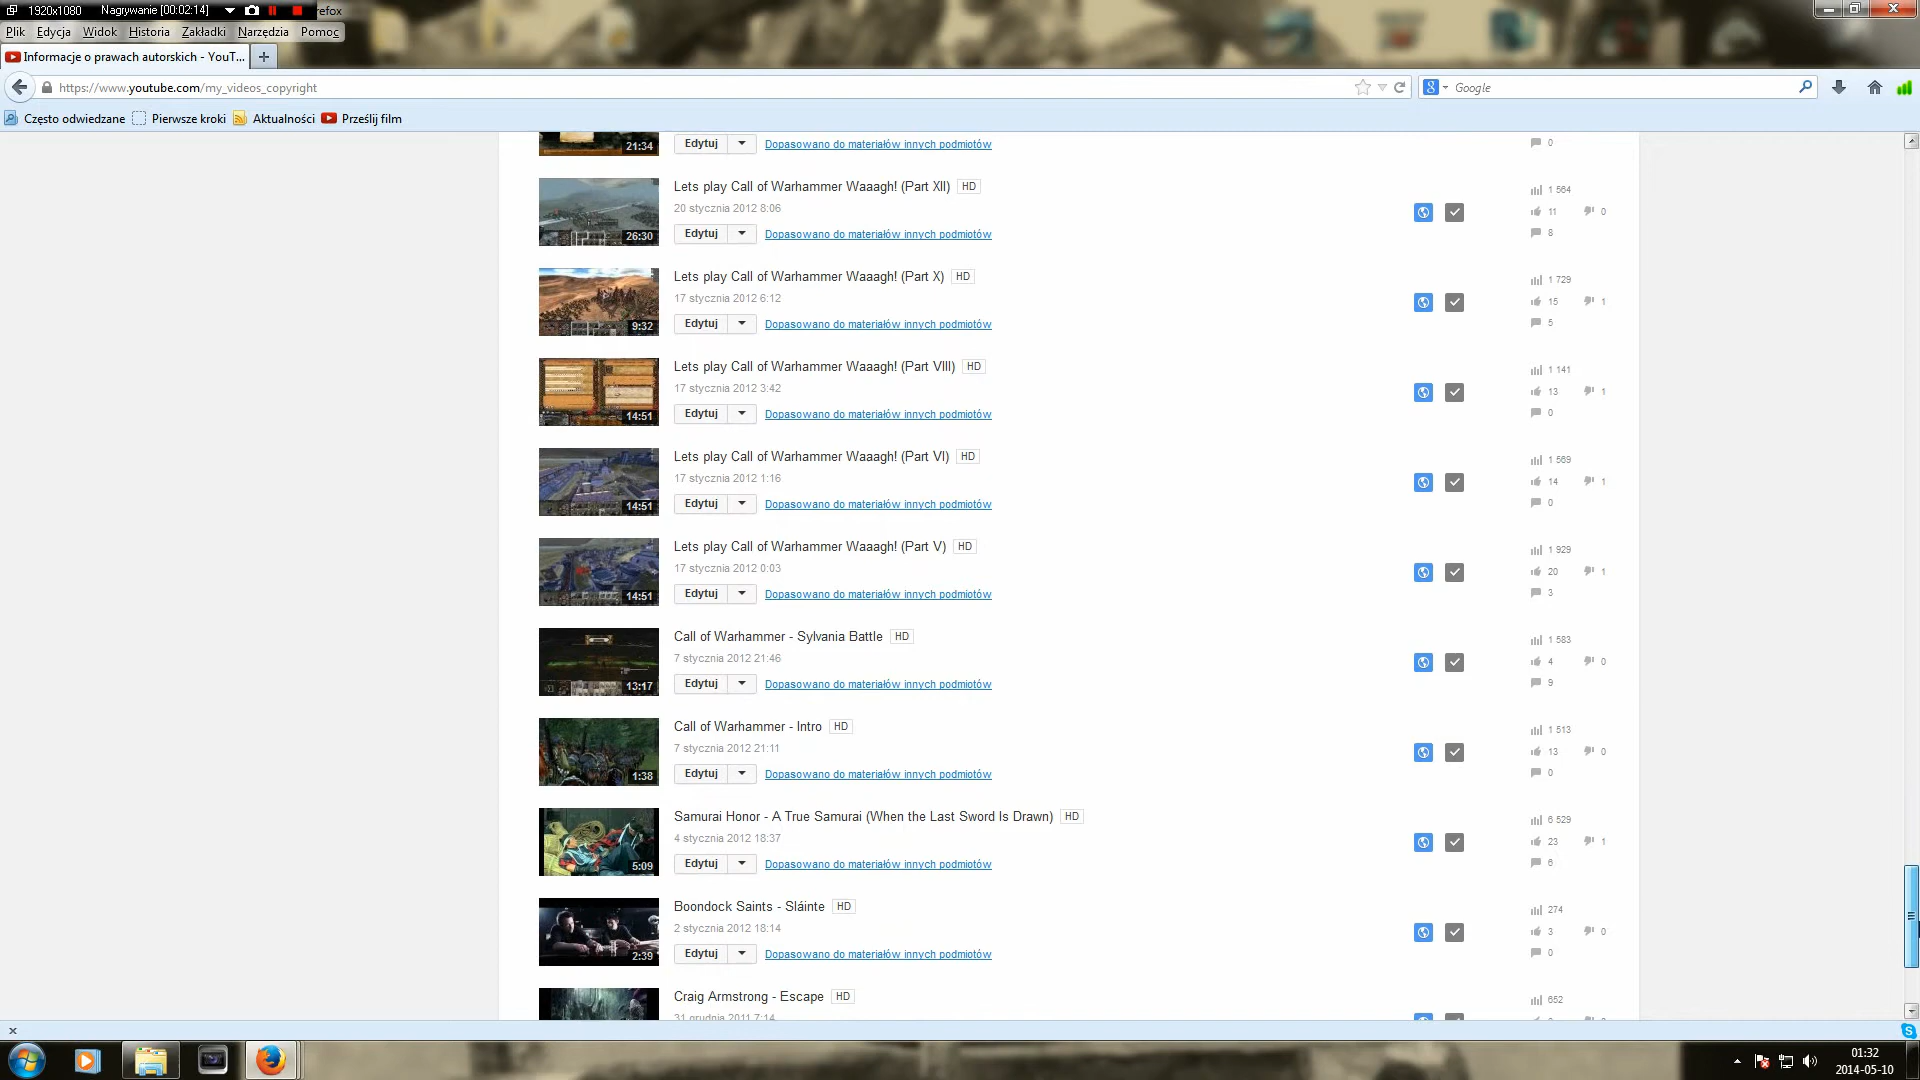 1920x1080 Nagrywanie [00:02:14] refox
Plik Edycja Widok Historia Zakładki Narzędzia Pomoc
Informacje o prawach autorskich - YouT...
https://www.youtube.com/my_videos_copyright
Google
Często odwiedzane Pierwsze kroki Aktualności Prześlij film
21:34 Edytuj Dopasowano do materiałów innych podmiotów 0
Lets play Call of Warhammer Waaagh! (Part XII) HD 1 564
20 stycznia 2012 8:06 11 0
26:30 Edytuj Dopasowano do materiałów innych podmiotów 8
Lets play Call of Warhammer Waaagh! (Part X) HD 1 729
17 stycznia 2012 6:12 15 1
9:32 Edytuj Dopasowano do materiałów innych podmiotów 5
Lets play Call of Warhammer Waaagh! (Part VIII) HD 1 141
17 stycznia 2012 3:42 13 1
14:51 Edytuj Dopasowano do materiałów innych podmiotów 0
Lets play Call of Warhammer Waaagh! (Part VI) HD 1 569
17 stycznia 2012 1:16 14 1
14:51 Edytuj Dopasowano do materiałów innych podmiotów 0
Lets play Call of Warhammer Waaagh! (Part V) HD 1 929
17 stycznia 2012 0:03 20 1
14:51 Edytuj Dopasowano do materiałów innych podmiotów 3
Call of Warhammer - Sylvania Battle HD 1 583
7 stycznia 2012 21:46 4 0
13:17 Edytuj Dopasowano do materiałów innych podmiotów 9
Call of Warhammer - Intro HD 1 513
7 stycznia 2012 21:11 13 0
1:38 Edytuj Dopasowano do materiałów innych podmiotów 0
Samurai Honor - A True Samurai (When the Last Sword Is Drawn) HD 6 529
4 stycznia 2012 18:37 23 1
5:09 Edytuj Dopasowano do materiałów innych podmiotów 6
Boondock Saints - Sláinte HD 274
2 stycznia 2012 18:14 3 0
2:39 Edytuj Dopasowano do materiałów innych podmiotów 0
Craig Armstrong - Escape HD 652
31 grudnia 2011 7:14
01:32
2014-05-10